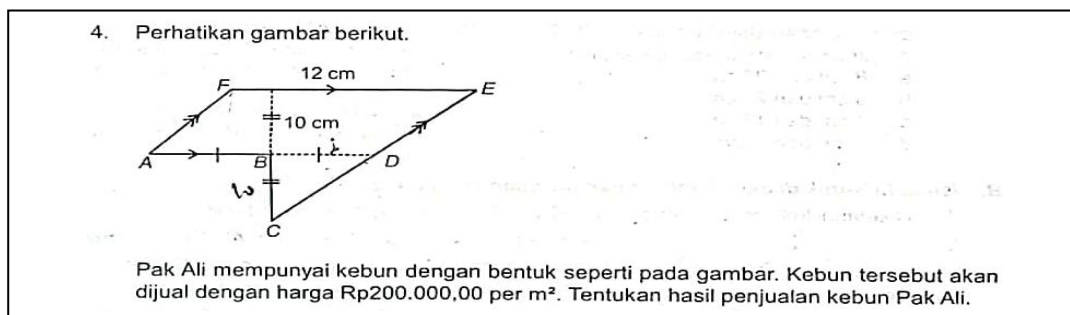 4. Perhatikan gambar berikut.
12 cm
F
E
10 cm
A
B
D
10
C
Pak Ali mempunyai kebun dengan bentuk seperti pada gambar. Kebun tersebut akan
dijual dengan harga Rp200.000,00 per m². Tentukan hasil penjualan kebun Pak Ali.